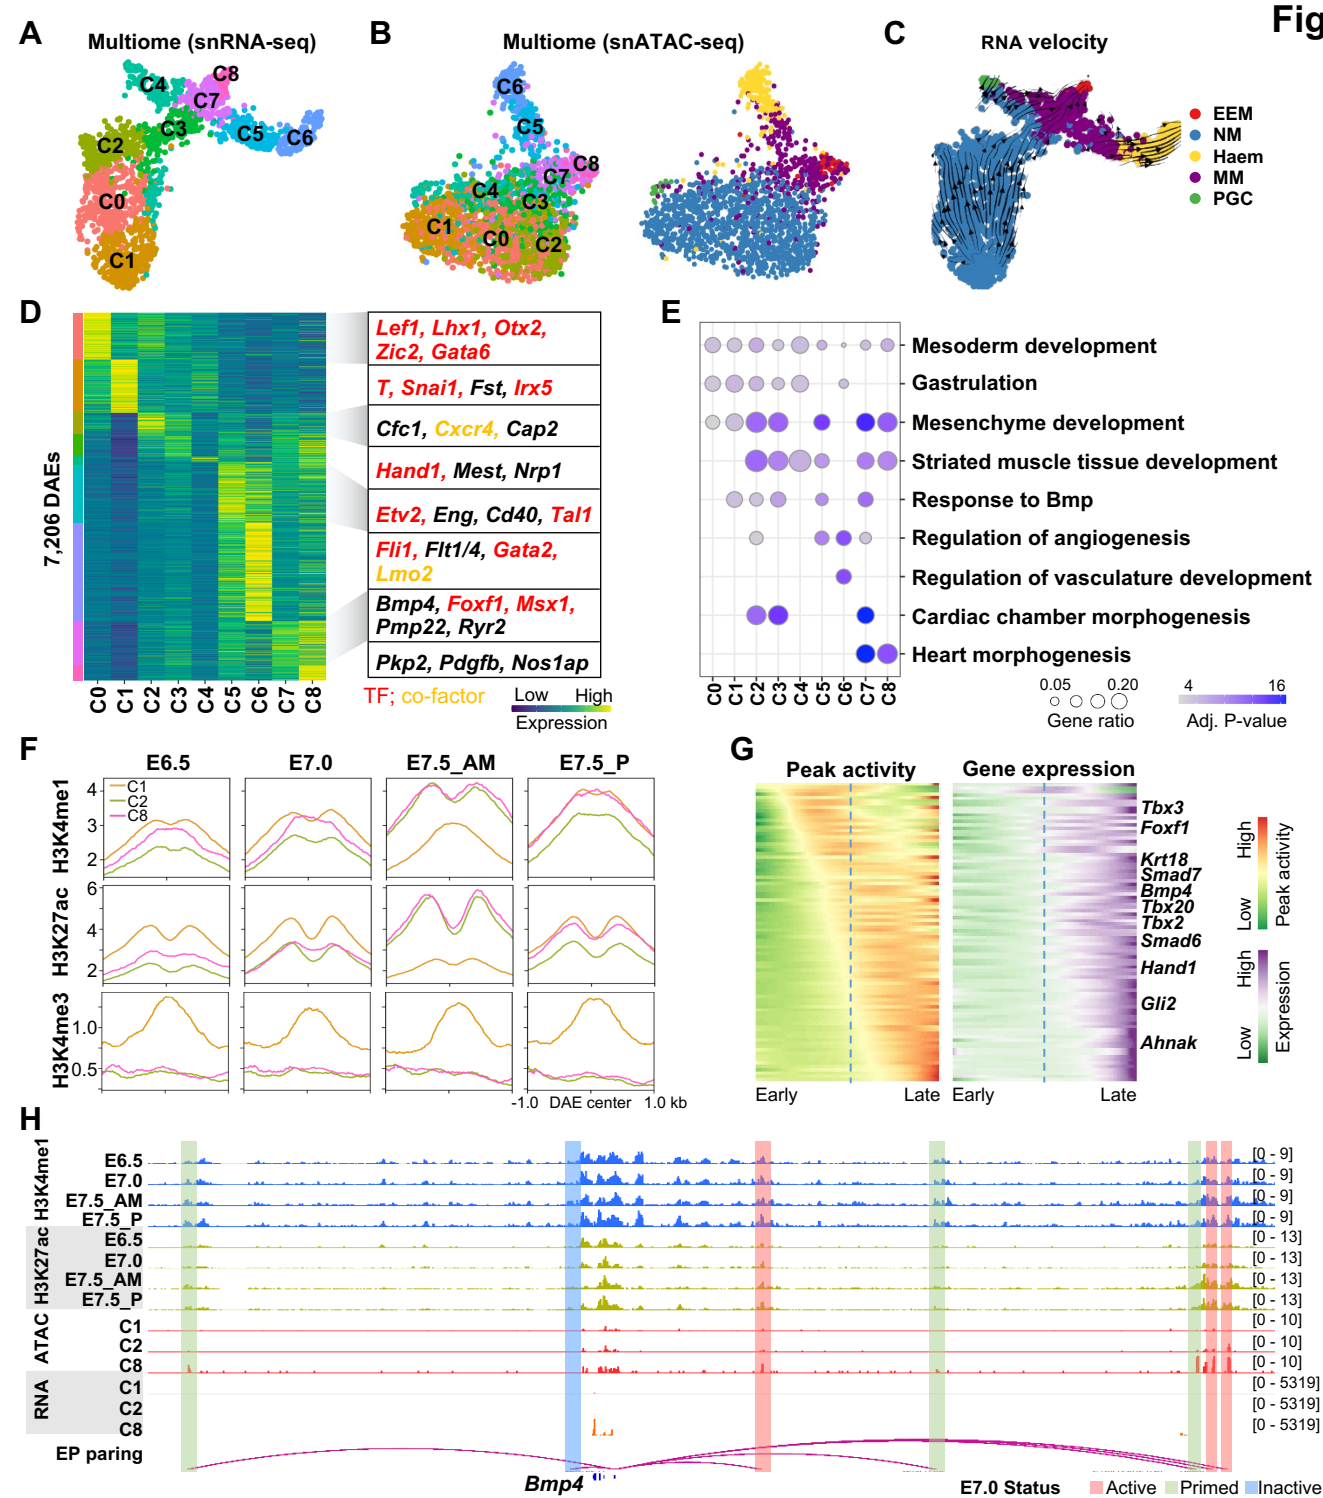 Fig
A
Multiome (snRNA-seq)
C4
C8
C7
C3
C5
C6
C2
C0
C1
B
Multiome (snATAC-seq)
C6
C5
C8
C7
C4
C3
C1
C0
C2
C
RNA velocity
EEM
NM
Haem
MM
PGC
D
7,206 DAEs
C0 C1 C2 C3 C4 C5 C6 C7 C8
Lef1, Lhx1, Otx2,
Zic2, Gata6
T, Snai1, Fst, Irx5
Cfc1, Cxcr4, Cap2
Hand1, Mest, Nrp1
Etv2, Eng, Cd40, Tal1
Fli1, Flt1/4, Gata2,
Lmo2
Bmp4, Foxf1, Msx1,
Pmp22, Ryr2
Pkp2, Pdgfb, Nos1ap
TF; co-factor
Low High
Expression
E
Mesoderm development
Gastrulation
Mesenchyme development
Striated muscle tissue development
Response to Bmp
Regulation of angiogenesis
Regulation of vasculature development
Cardiac chamber morphogenesis
Heart morphogenesis
C0 C1 C2 C3 C4 C5 C6 C7 C8
0.05 0.20
Gene ratio
4 16
Adj. P-value
F
E6.5 E7.0 E7.5_AM E7.5_P
H3K4me1
4
3
2
C1
C2
C8
H3K27ac
6
4
2
H3K4me3
1.0
0.5
-1.0 DAE center 1.0 kb
G
Peak activity Gene expression
Tbx3
Foxf1
Krt18
Smad7
Bmp4
Tbx20
Tbx2
Smad6
Hand1
Gli2
Ahnak
Early Late Early Late
Low High
Peak activity
Low High
Expression
H
H3K4me1
E6.5 [0 - 9]
E7.0 [0 - 9]
E7.5_AM [0 - 9]
E7.5_P [0 - 9]
H3K27ac
E6.5 [0 - 13]
E7.0 [0 - 13]
E7.5_AM [0 - 13]
E7.5_P [0 - 13]
ATAC
C1 [0 - 10]
C2 [0 - 10]
C8 [0 - 10]
RNA
C1 [0 - 5319]
C2 [0 - 5319]
C8 [0 - 5319]
EP paring
Bmp4
E7.0 Status Active Primed Inactive